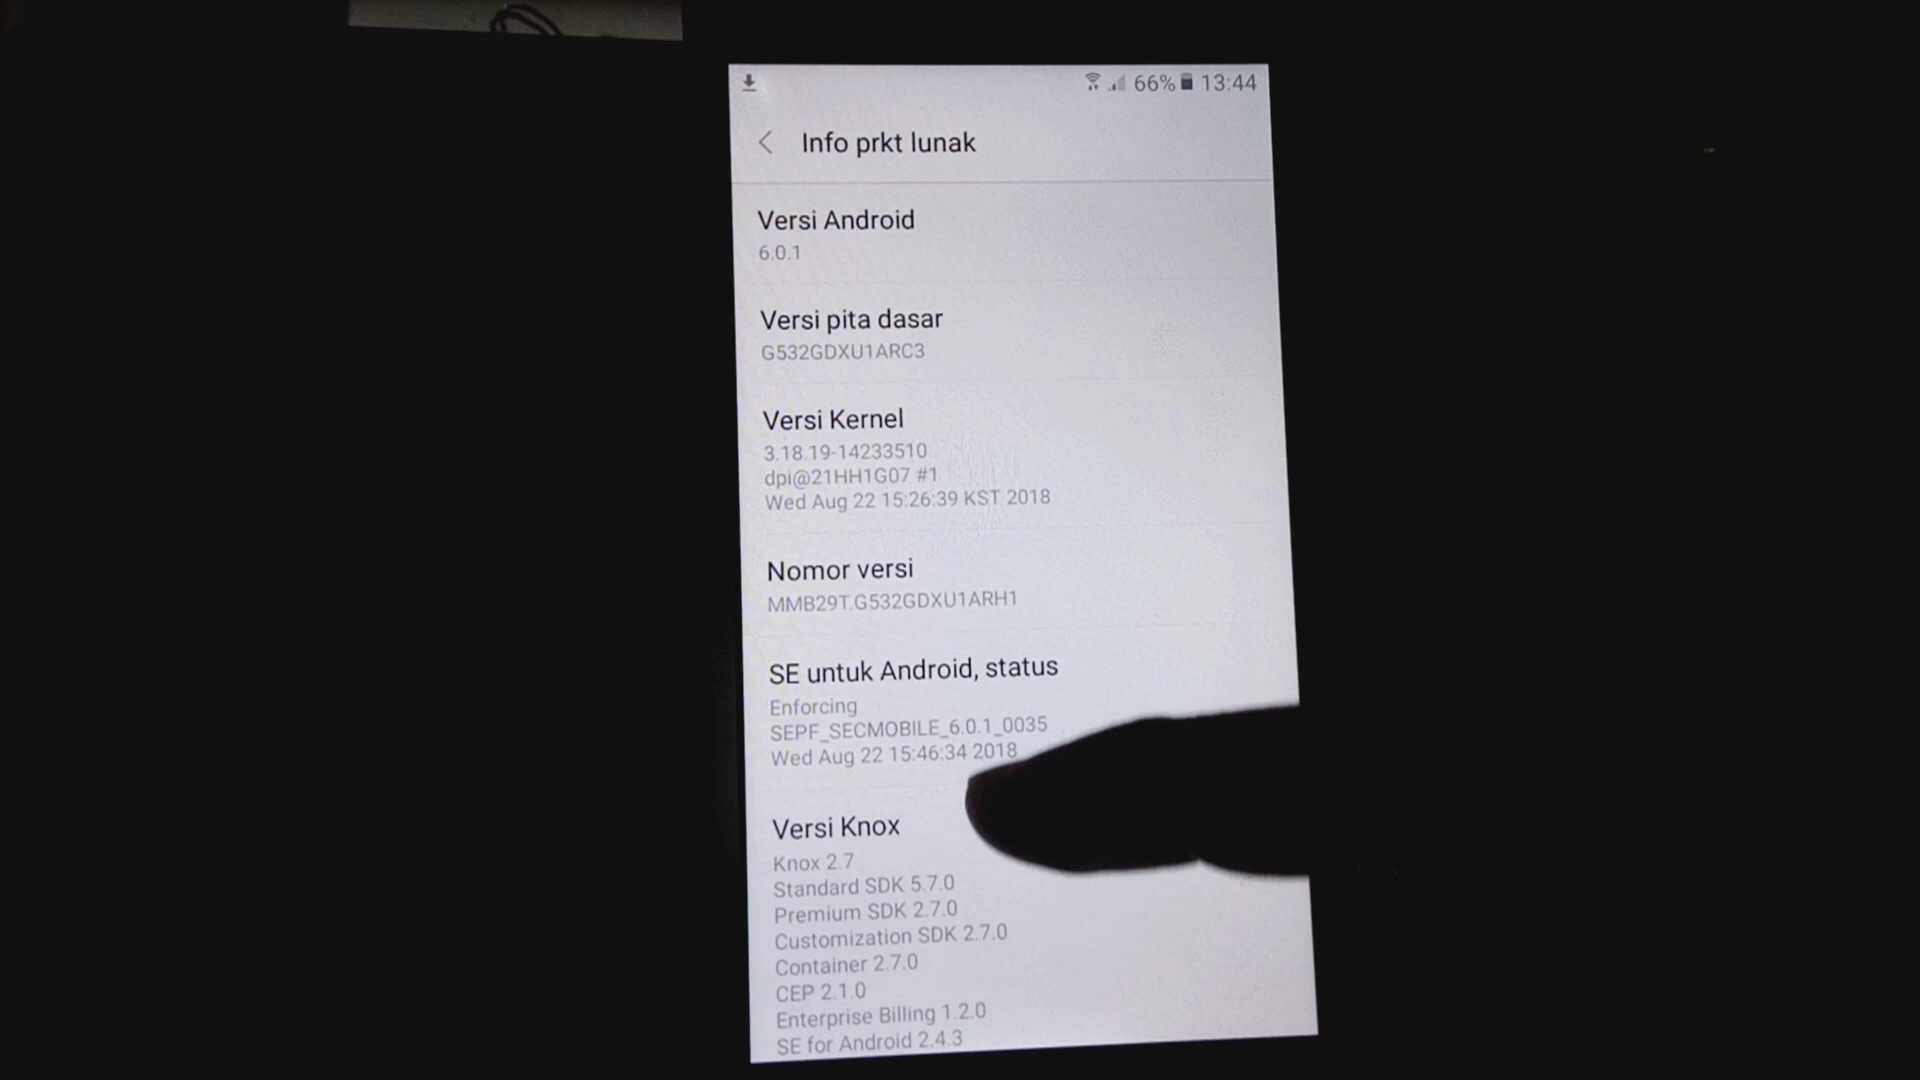 66% 13:44
Info prkt lunak
Versi Android
6.0.1
Versi pita dasar
G532GDXU1ARC3
Versi Kernel
3.18.19-14233510
dpi@21HH1G07 #1
Wed Aug 22 15:26:39 KST 2018
Nomor versi
MMB29T.G532GDXU1ARH1
SE untuk Android, status
Enforcing
SEPF_SECMOBILE_6.0.1_0035
Wed Aug 22 15:46:34 2018
Versi Knox
Knox 2.7
Standard SDK 5.7.0
Premium SDK 2.7.0
Customization SDK 2.7.0
Container 2.7.0
CEP 2.1.0
Enterprise Billing 1.2.0
SE for Android 2.4.3